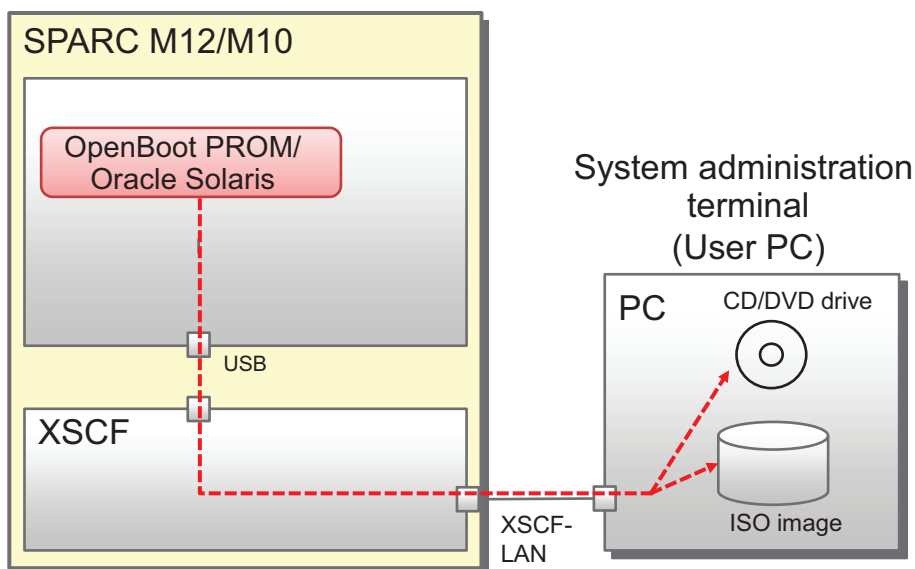 SPARC M12/M10
OpenBoot PROM/
Oracle Solaris
USB
XSCF
XSCF-
LAN
System administration
terminal
(User PC)
PC
CD/DVD drive
ISO image